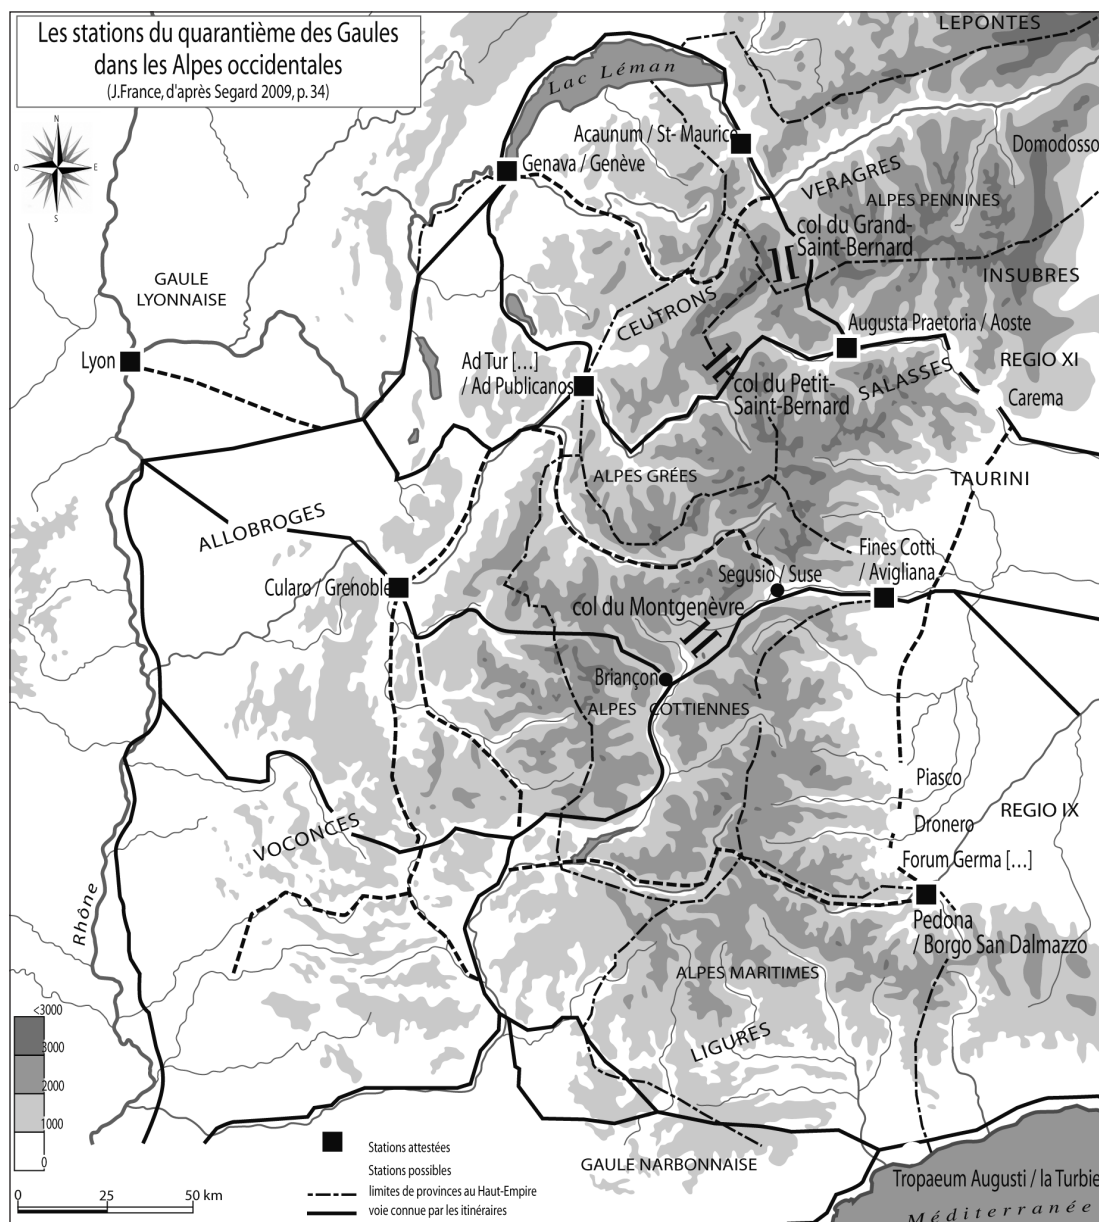 Les stations du quarantième des Gaules
dans les Alpes occidentales
(J.France, d'après Segard 2009, p. 34)
LEPONTES
Lac Léman
N
O
E
S
Acaunum / St- Maurice
Domodosso
Genava / Genève
VERAGRES
ALPES PENNINES
col du Grand-
Saint-Bernard
GAULE
LYONNAISE
INSUBRES
CEUTRONS
Augusta Praetoria / Aoste
Lyon
Ad Tur [...]
/ Ad Publicanos
REGIO XI
col du Petit-
Saint-Bernard
SALASSES
Carema
ALPES GRÉES
TAURINI
ALLOBROGES
Fines Cotti
/ Avigliana
Segusio / Suse
Cularo / Grenoble
col du Montgenèvre
Briançon
ALPES COTTIENNES
Piasco
REGIO IX
VOCONCES
Dronero
Forum Germa [...]
Rhône
Pedona
/ Borgo San Dalmazzo
ALPES MARITIMES
LIGURES
<3000
3000
2000
1000
0
Stations attestées
Stations possibles
GAULE NARBONNAISE
limites de provinces au Haut-Empire
voie connue par les itinéraires
0 25 50 km
Tropaeum Augusti / la Turbie
Méditerranée